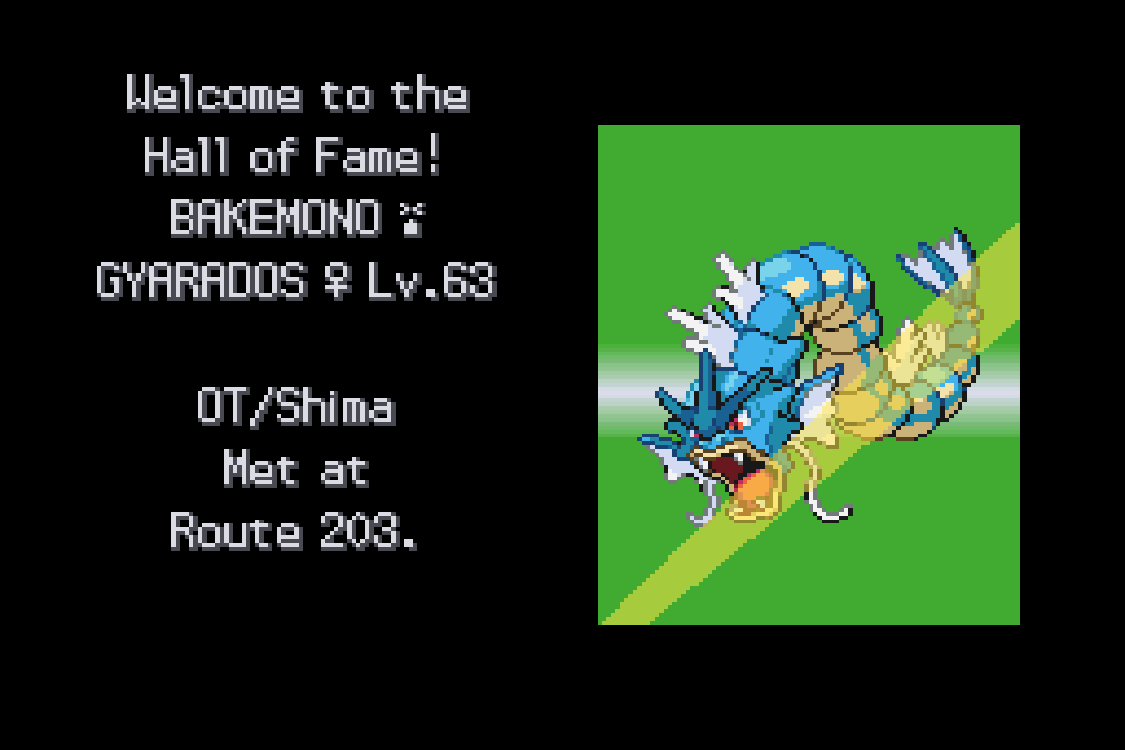 Welcome to the
Hall of Fame!
BAKEMONO
GYARADOS ♀ Lv.63
OT/Shima
Met at
Route 203.